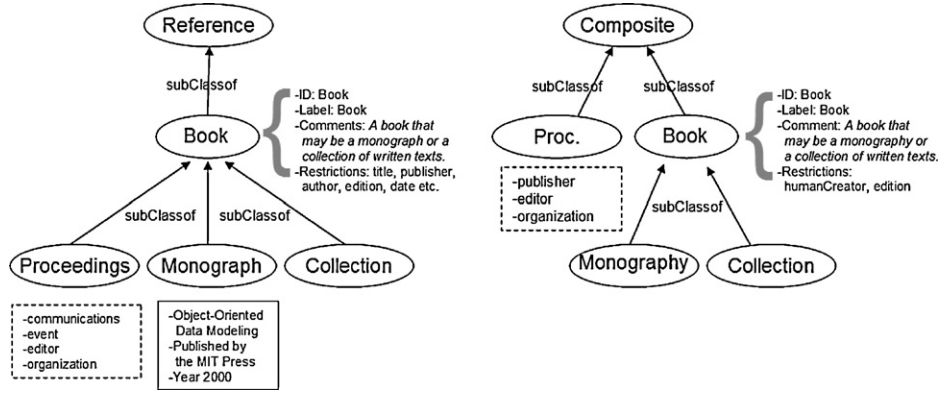 Reference
subClassof
Book
-ID: Book
-Label: Book
-Comments: A book that
may be a monograph or a
collection of written texts.
-Restrictions: title, publisher,
author, edition, date etc.
subClassof
subClassof
Proceedings
Monograph
Collection
-communications
-event
-editor
-organization
-Object-Oriented
Data Modeling
-Published by
the MIT Press
-Year 2000
Composite
subClassof
subClassof
Proc.
Book
-publisher
-editor
-organization
-ID: Book
-Label: Book
-Comment: A book that
may be a monography or
a collection of written texts.
-Restrictions:
humanCreator, edition
subClassof
Monography
Collection